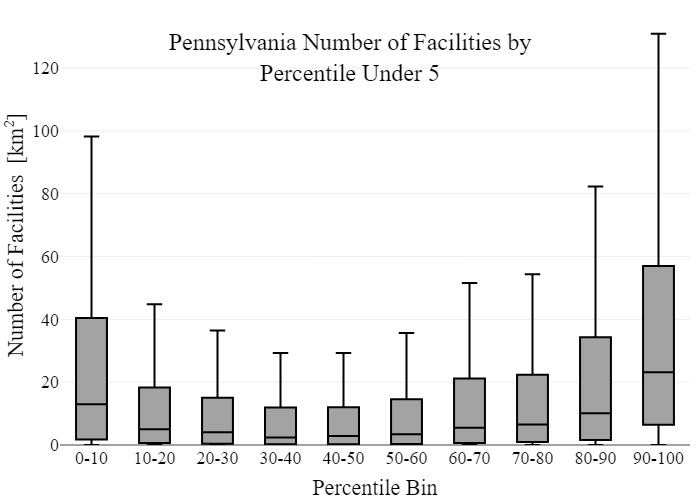 Pennsylvania Number of Facilities by
Percentile Under 5
Number of Facilities [km²]
120
100
80
60
40
20
0
0-10 10-20 20-30 30-40 40-50 50-60 60-70 70-80 80-90 90-100
Percentile Bin